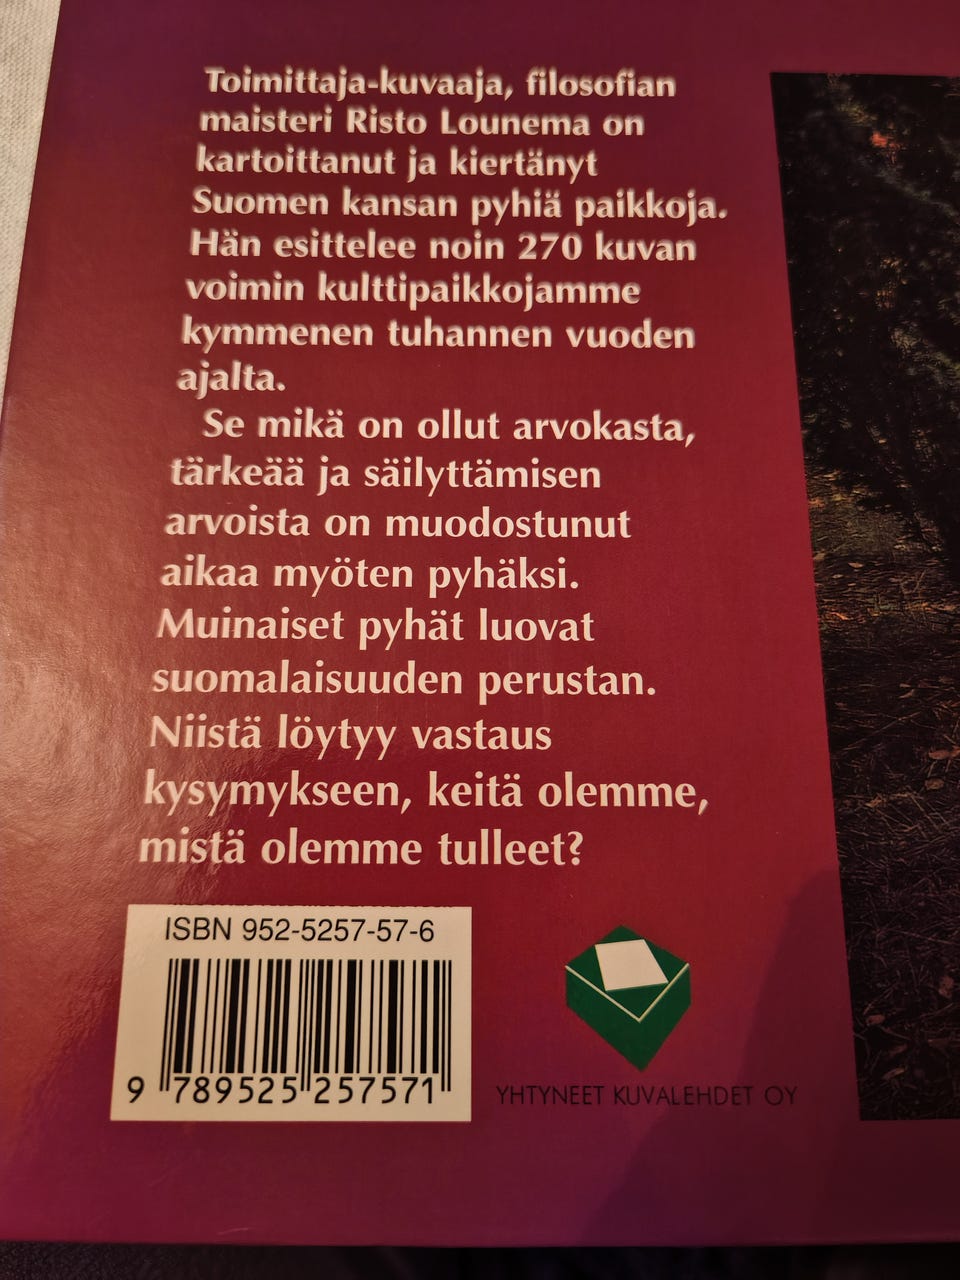 Toimittaja-kuvaaja, filosofian
maisteri Risto Lounema on
kartoittanut ja kiertänyt
Suomen kansan pyhiä paikkoja.
Hän esittelee noin 270 kuvan
voimin kulttipaikkojamme
kymmenen tuhannen vuoden
ajalta.
Se mikä on ollut arvokasta,
tärkeää ja säilyttämisen
arvoista on muodostunut
aikaa myöten pyhäksi.
Muinaiset pyhät luovat
suomalaisuuden perustan.
Niistä löytyy vastaus
kysymykseen, keitä olemme,
mistä olemme tulleet?
ISBN 952-5257-57-6
9 789525 257571
YHTYNEET KUVALEHDET OY